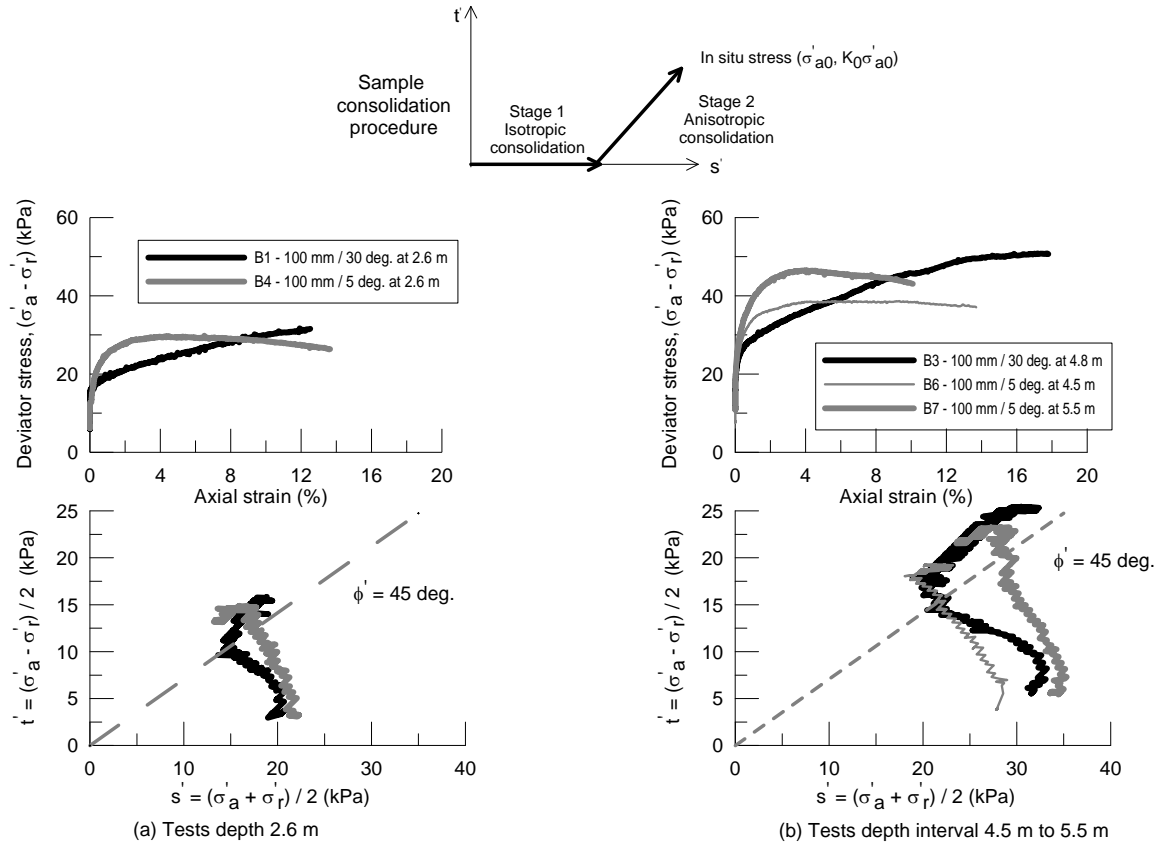 t'
In situ stress (σ'a0, K0σ'a0)
Sample
consolidation
procedure
Stage 1
Isotropic
consolidation
Stage 2
Anisotropic
consolidation
s'
Deviator stress, (σ'a - σ'r) (kPa)
60
40
20
0
B1 - 100 mm / 30 deg. at 2.6 m
B4 - 100 mm / 5 deg. at 2.6 m
0 4 8 12 16 20
Axial strain (%)
Deviator stress, (σ'a - σ'r) (kPa)
60
40
20
0
B3 - 100 mm / 30 deg. at 4.8 m
B6 - 100 mm / 5 deg. at 4.5 m
B7 - 100 mm / 5 deg. at 5.5 m
0 4 8 12 16 20
Axial strain (%)
t' = (σ'a - σ'r) / 2 (kPa)
25
20
15
10
5
0
ϕ' = 45 deg.
0 10 20 30 40
s' = (σ'a + σ'r) / 2 (kPa)
(a) Tests depth 2.6 m
t' = (σ'a - σ'r) / 2 (kPa)
25
20
15
10
5
0
ϕ' = 45 deg.
0 10 20 30 40
s' = (σ'a + σ'r) / 2 (kPa)
(b) Tests depth interval 4.5 m to 5.5 m